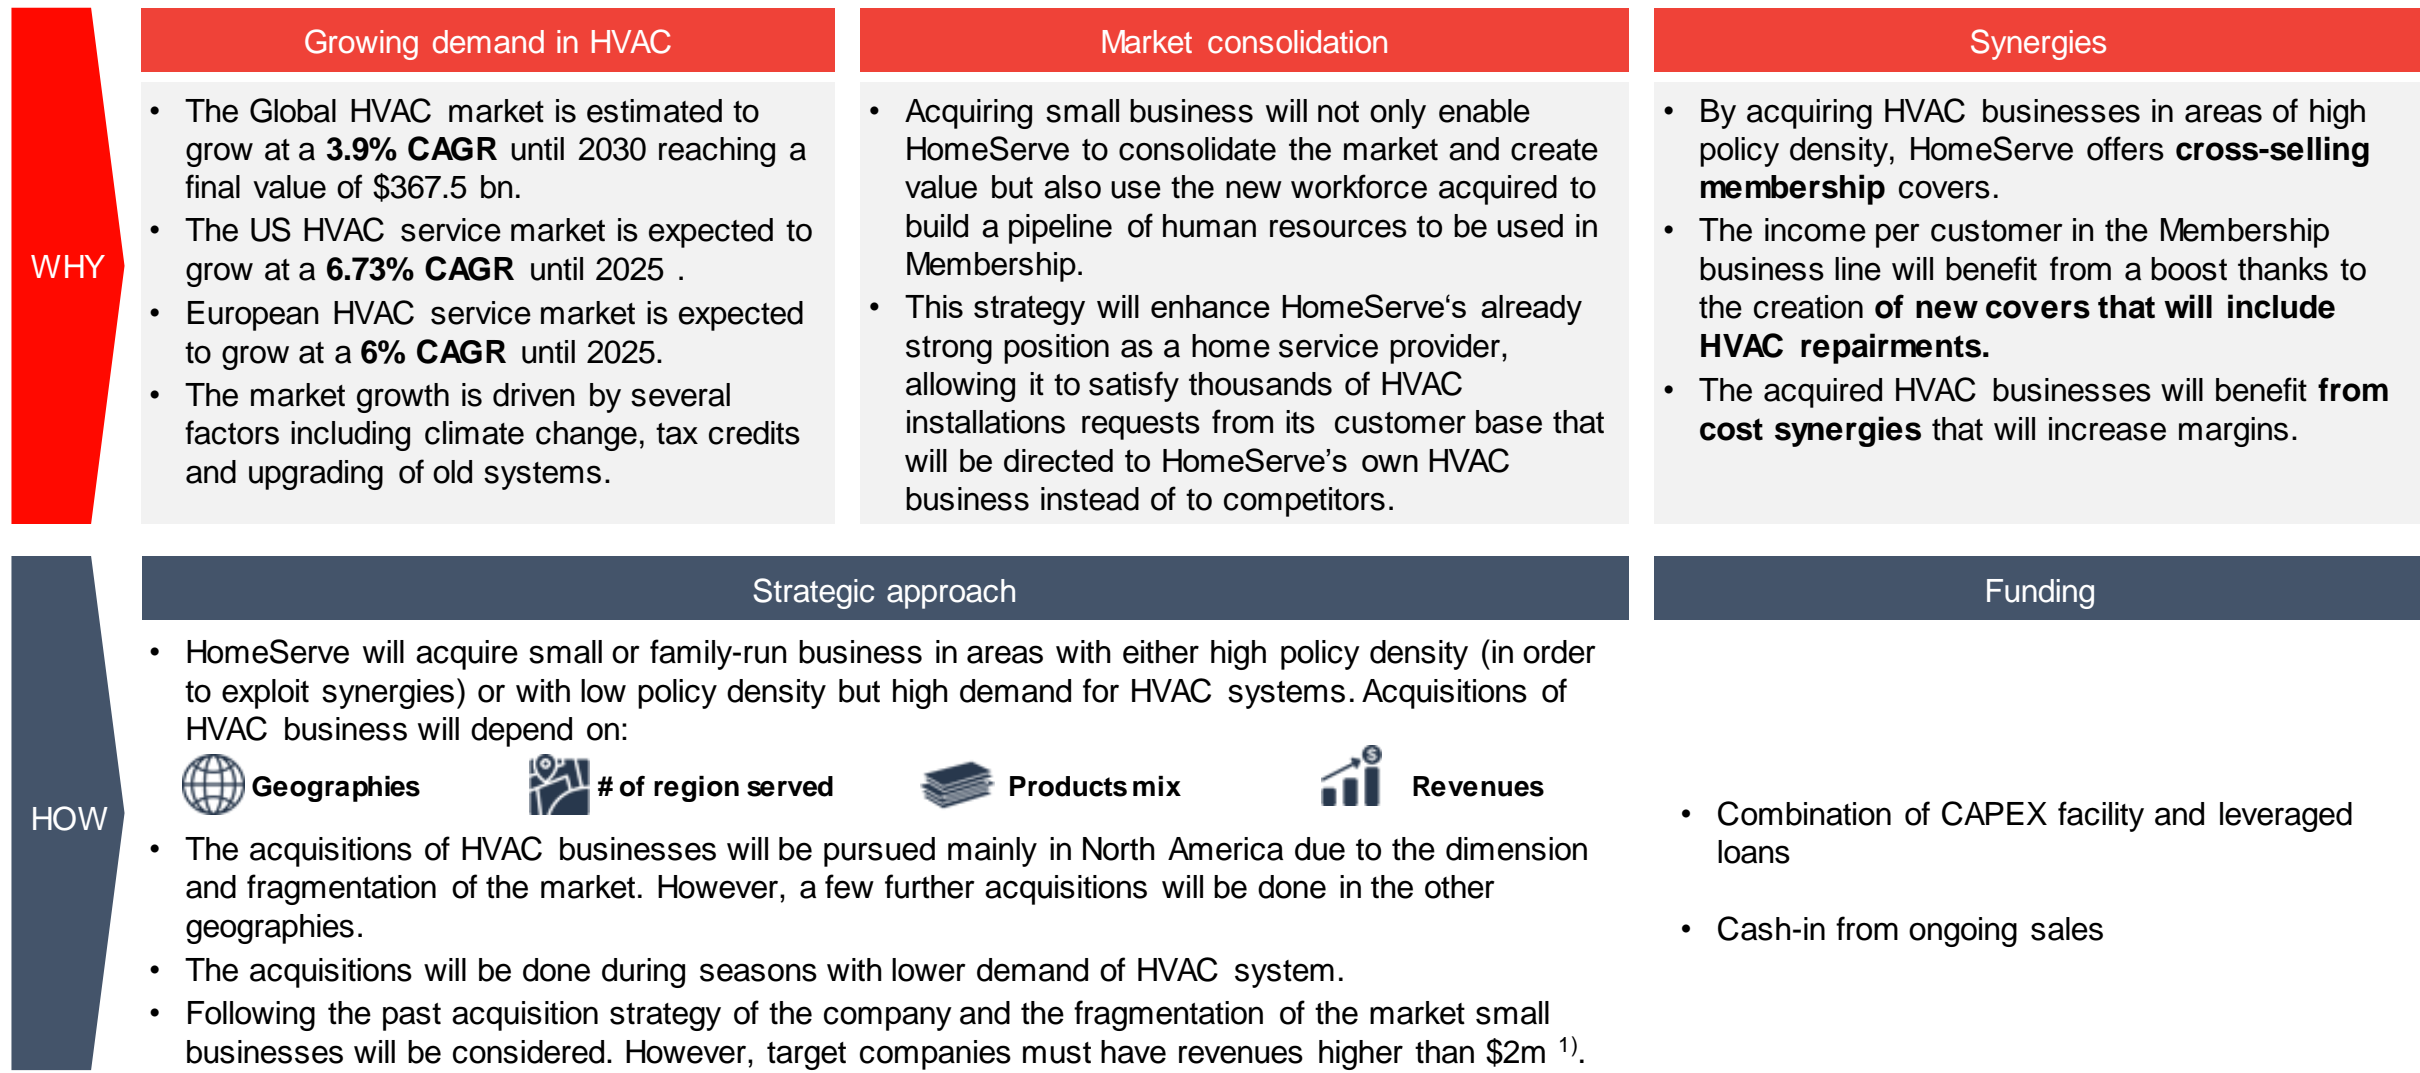 WHY
Growing demand in HVAC
• The Global HVAC market is estimated to
grow at a 3.9% CAGR until 2030 reaching a
final value of $367.5 bn.
• The US HVAC service market is expected to
grow at a 6.73% CAGR until 2025 .
• European HVAC service market is expected
to grow at a 6% CAGR until 2025.
• The market growth is driven by several
factors including climate change, tax credits
and upgrading of old systems.
Market consolidation
• Acquiring small business will not only enable
HomeServe to consolidate the market and create
value but also use the new workforce acquired to
build a pipeline of human resources to be used in
Membership.
• This strategy will enhance HomeServe‘s already
strong position as a home service provider,
allowing it to satisfy thousands of HVAC
installations requests from its customer base that
will be directed to HomeServe’s own HVAC
business instead of to competitors.
Synergies
• By acquiring HVAC businesses in areas of high
policy density, HomeServe offers cross-selling
membership covers.
• The income per customer in the Membership
business line will benefit from a boost thanks to
the creation of new covers that will include
HVAC repairments.
• The acquired HVAC businesses will benefit from
cost synergies that will increase margins.
HOW
Strategic approach
• HomeServe will acquire small or family-run business in areas with either high policy density (in order
to exploit synergies) or with low policy density but high demand for HVAC systems. Acquisitions of
HVAC business will depend on:
Geographies
# of region served
Products mix
$
Revenues
• The acquisitions of HVAC businesses will be pursued mainly in North America due to the dimension
and fragmentation of the market. However, a few further acquisitions will be done in the other
geographies.
• The acquisitions will be done during seasons with lower demand of HVAC system.
• Following the past acquisition strategy of the company and the fragmentation of the market small
businesses will be considered. However, target companies must have revenues higher than $2m 1).
Funding
• Combination of CAPEX facility and leveraged
loans
• Cash-in from ongoing sales